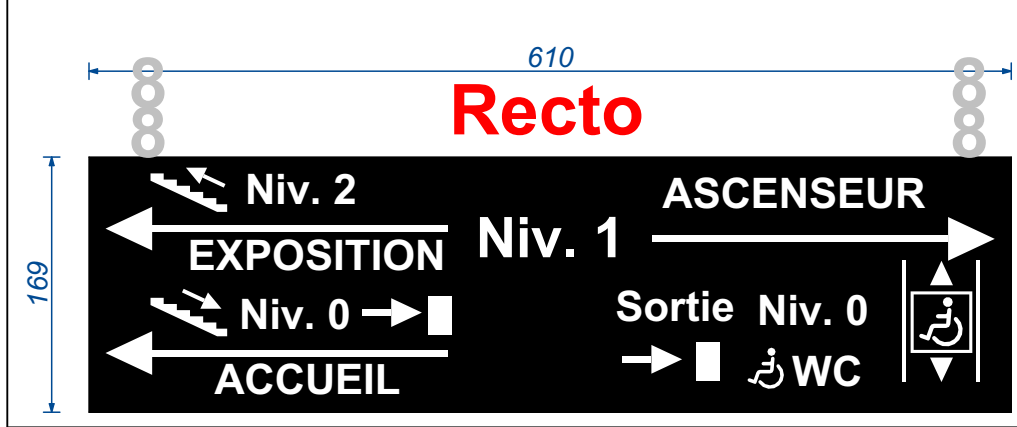 610
Recto
169
Niv. 2
EXPOSITION
Niv. 0
ACCUEIL
Niv. 1
ASCENSEUR
Sortie Niv. 0
WC